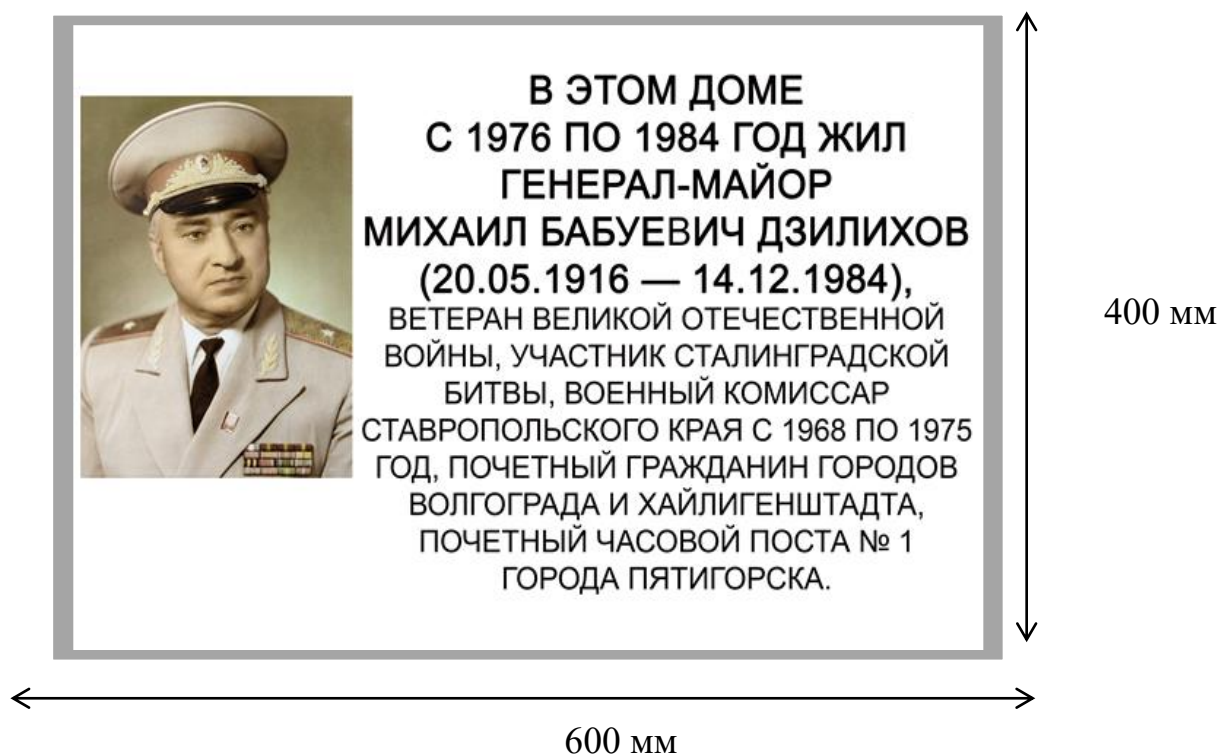 В ЭТОМ ДОМЕ
С 1976 ПО 1984 ГОД ЖИЛ
ГЕНЕРАЛ-МАЙОР
МИХАИЛ БАБУЕВИЧ ДЗИЛИХОВ
(20.05.1916 — 14.12.1984),
ВЕТЕРАН ВЕЛИКОЙ ОТЕЧЕСТВЕННОЙ
ВОЙНЫ, УЧАСТНИК СТАЛИНГРАДСКОЙ
БИТВЫ, ВОЕННЫЙ КОМИССАР
СТАВРОПОЛЬСКОГО КРАЯ С 1968 ПО 1975
ГОД, ПОЧЕТНЫЙ ГРАЖДАНИН ГОРОДОВ
ВОЛГОГРАДА И ХАЙЛИГЕНШТАДТА,
ПОЧЕТНЫЙ ЧАСОВОЙ ПОСТА № 1
ГОРОДА ПЯТИГОРСКА.
400 мм
600 мм